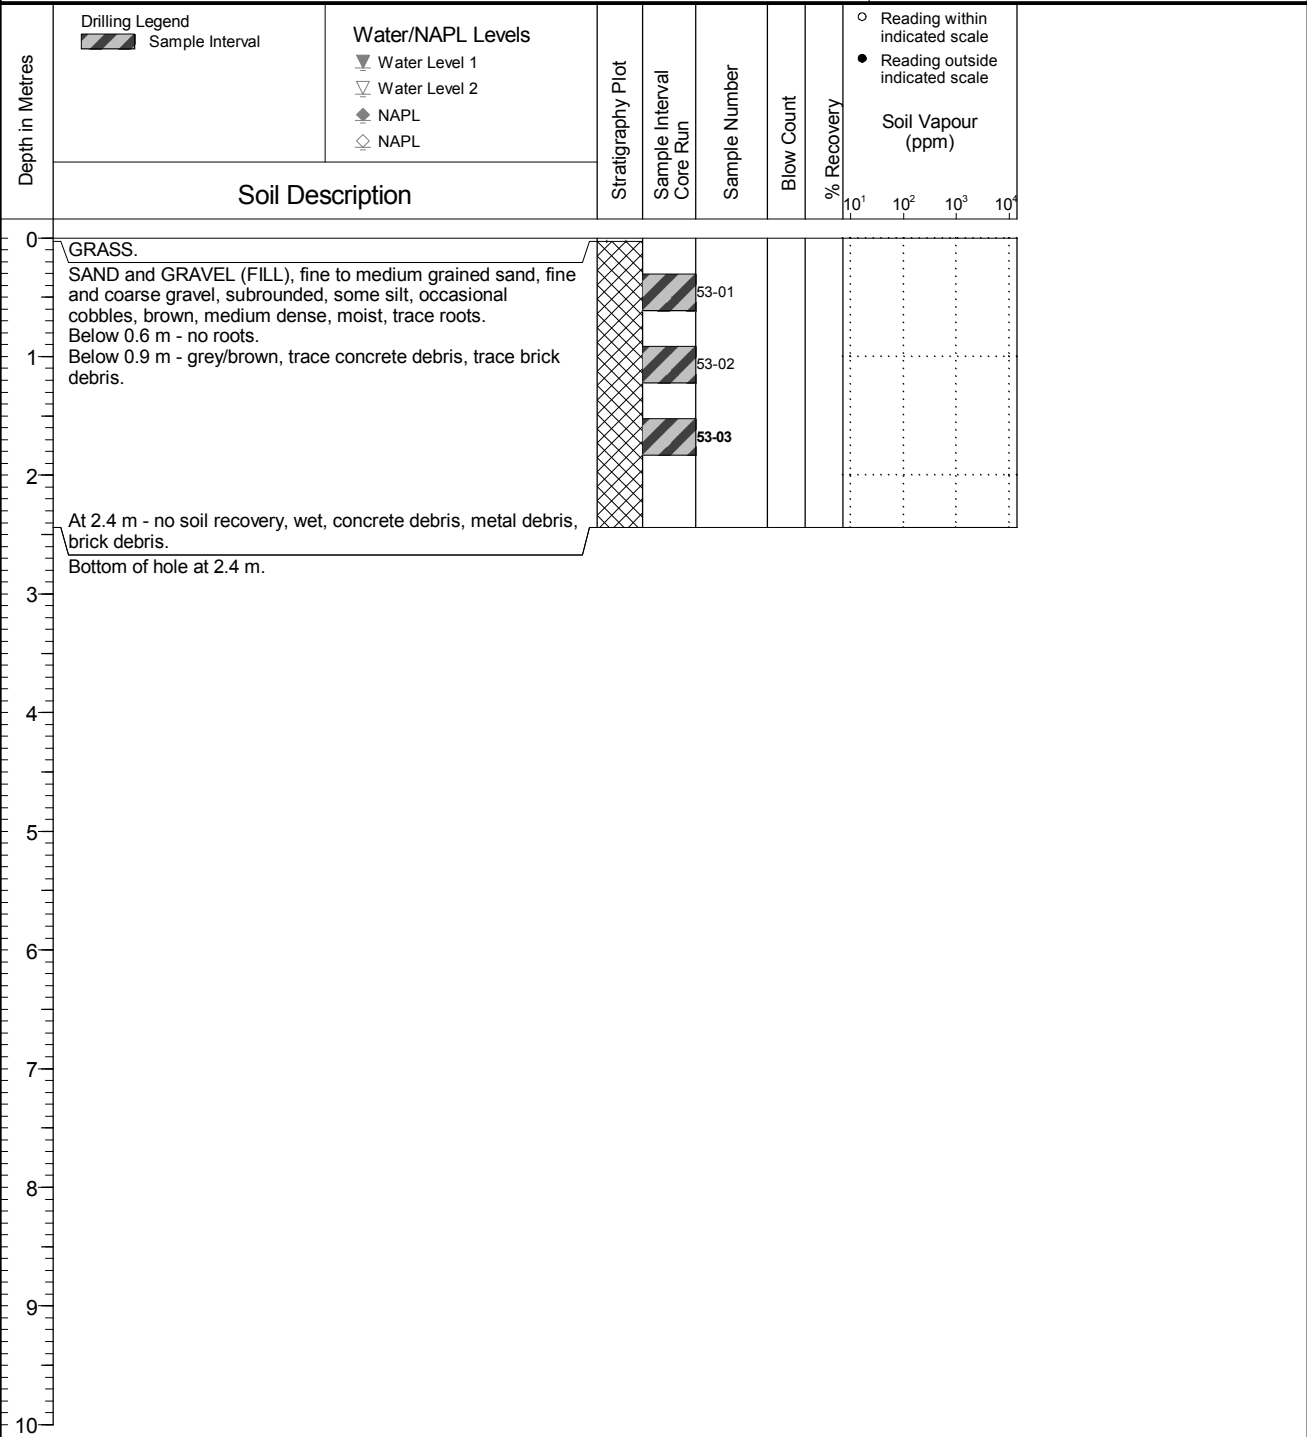 Depth in Metres
Drilling Legend
Sample Interval
Water/NAPL Levels
Water Level 1
Water Level 2
NAPL
NAPL
Soil Description
Stratigraphy Plot
Sample Interval
Core Run
Sample Number
Blow Count
% Recovery
Reading within
indicated scale
Reading outside
indicated scale
Soil Vapour
(ppm)
10¹ 10² 10³ 10⁴
0
GRASS.
SAND and GRAVEL (FILL), fine to medium grained sand, fine
and coarse gravel, subrounded, some silt, occasional
cobbles, brown, medium dense, moist, trace roots.
Below 0.6 m - no roots.
Below 0.9 m - grey/brown, trace concrete debris, trace brick
debris.
53-01
1
53-02
53-03
2
At 2.4 m - no soil recovery, wet, concrete debris, metal debris,
brick debris.
Bottom of hole at 2.4 m.
3
4
5
6
7
8
9
10